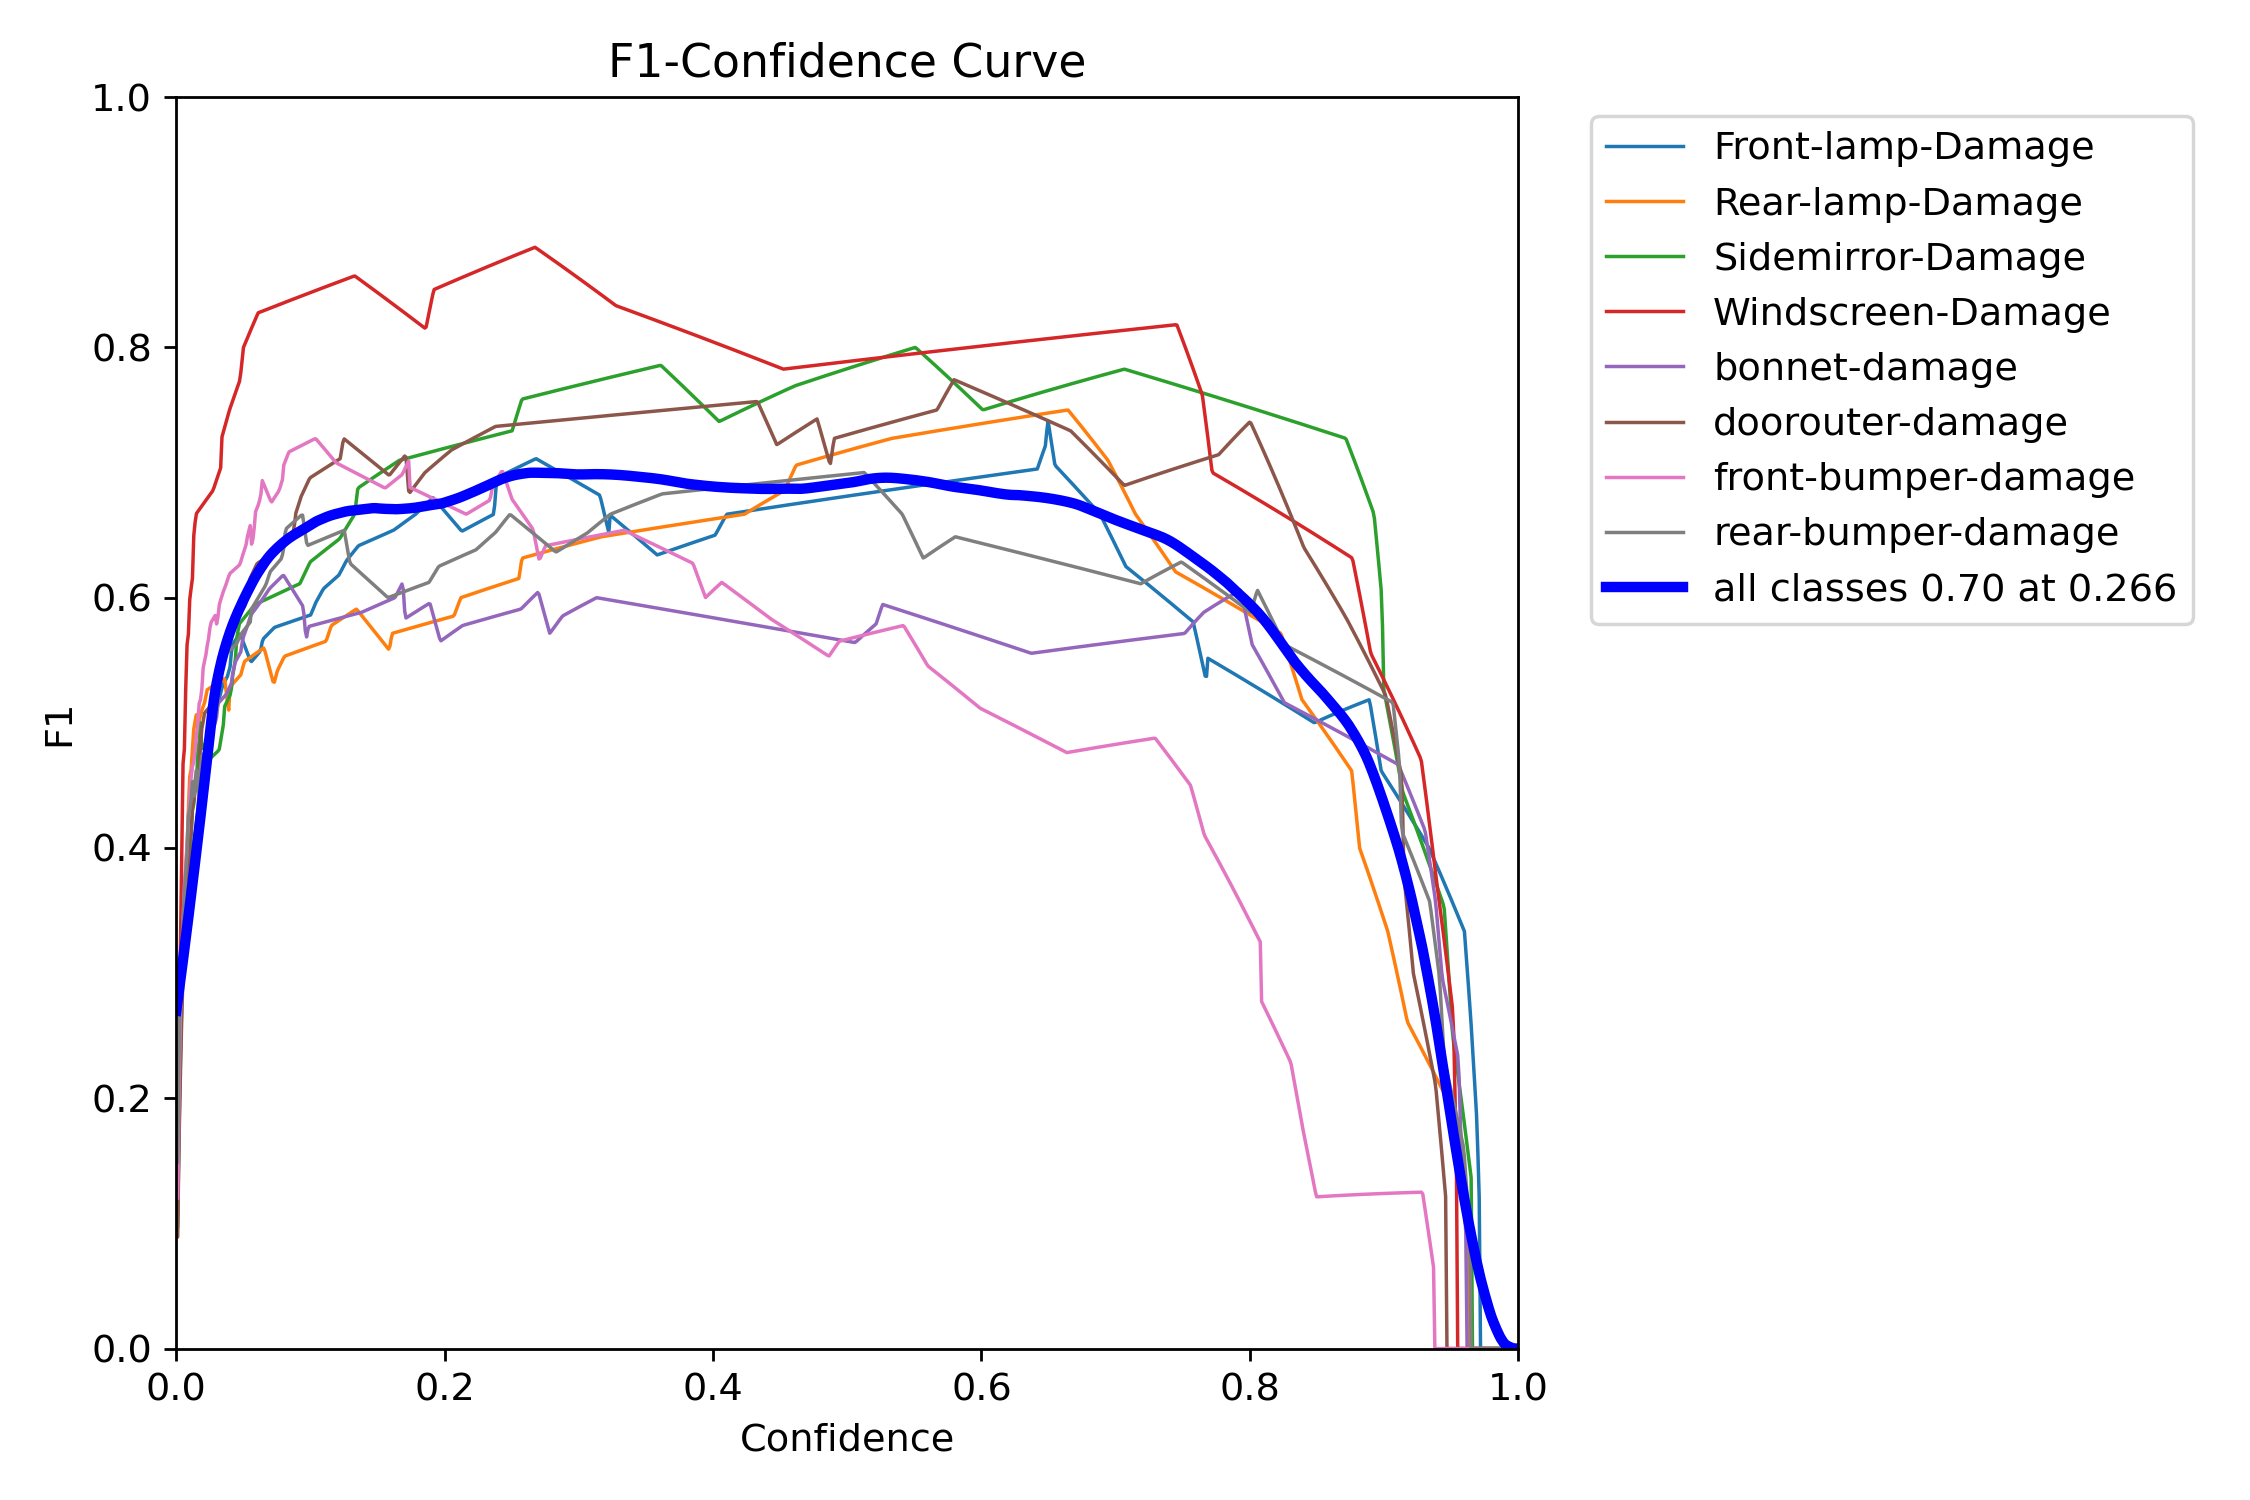 F1-Confidence Curve
1.0
0.8
0.6
0.4
0.2
0.0
F1
0.0 0.2 0.4 0.6 0.8 1.0
Confidence
Front-lamp-Damage
Rear-lamp-Damage
Sidemirror-Damage
Windscreen-Damage
bonnet-damage
doorouter-damage
front-bumper-damage
rear-bumper-damage
all classes 0.70 at 0.266